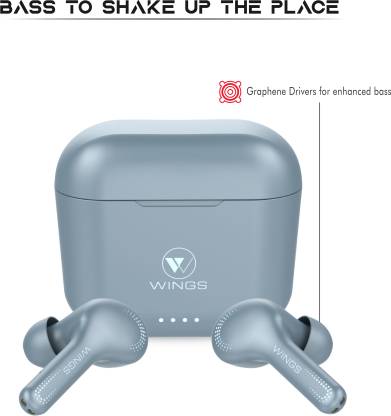 BASS TO SHAKE UP THE PLACE
Graphene Drivers for enhanced bass
WINGS
WINGS
WINGS